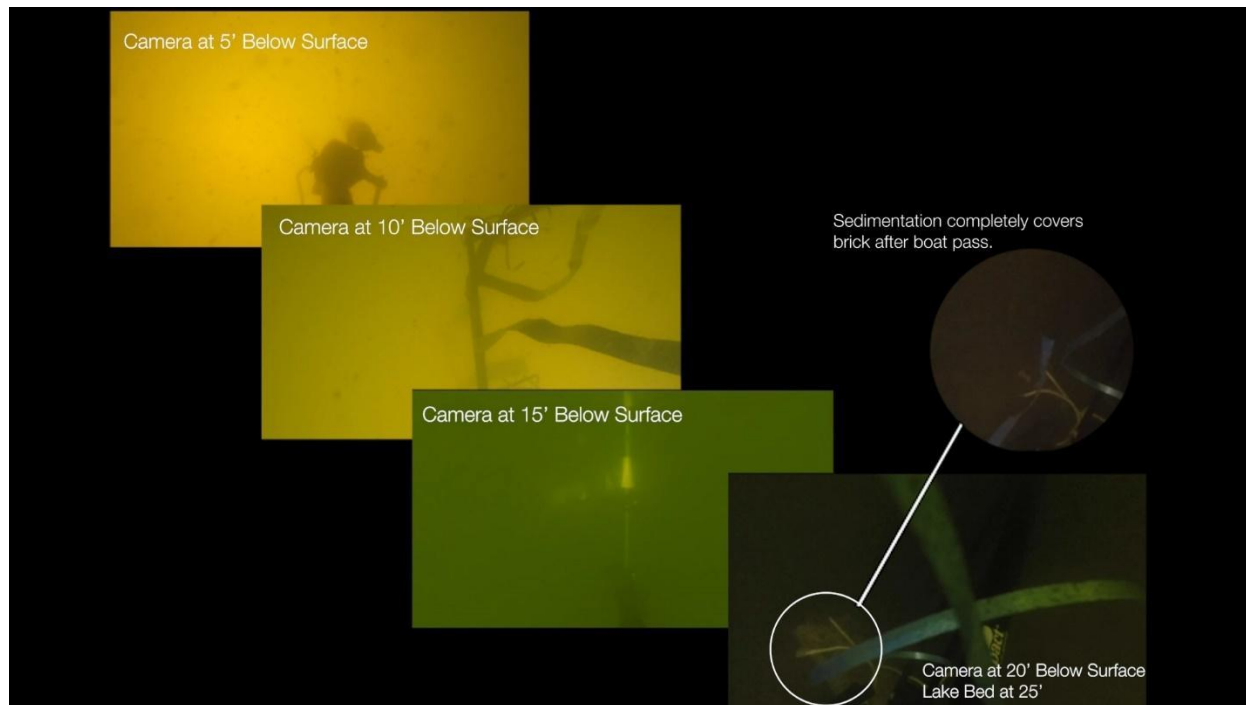 Camera at 5' Below Surface
Camera at 10' Below Surface
Sedimentation completely covers
brick after boat pass.
Camera at 15' Below Surface
Camera at 20' Below Surface
Lake Bed at 25'